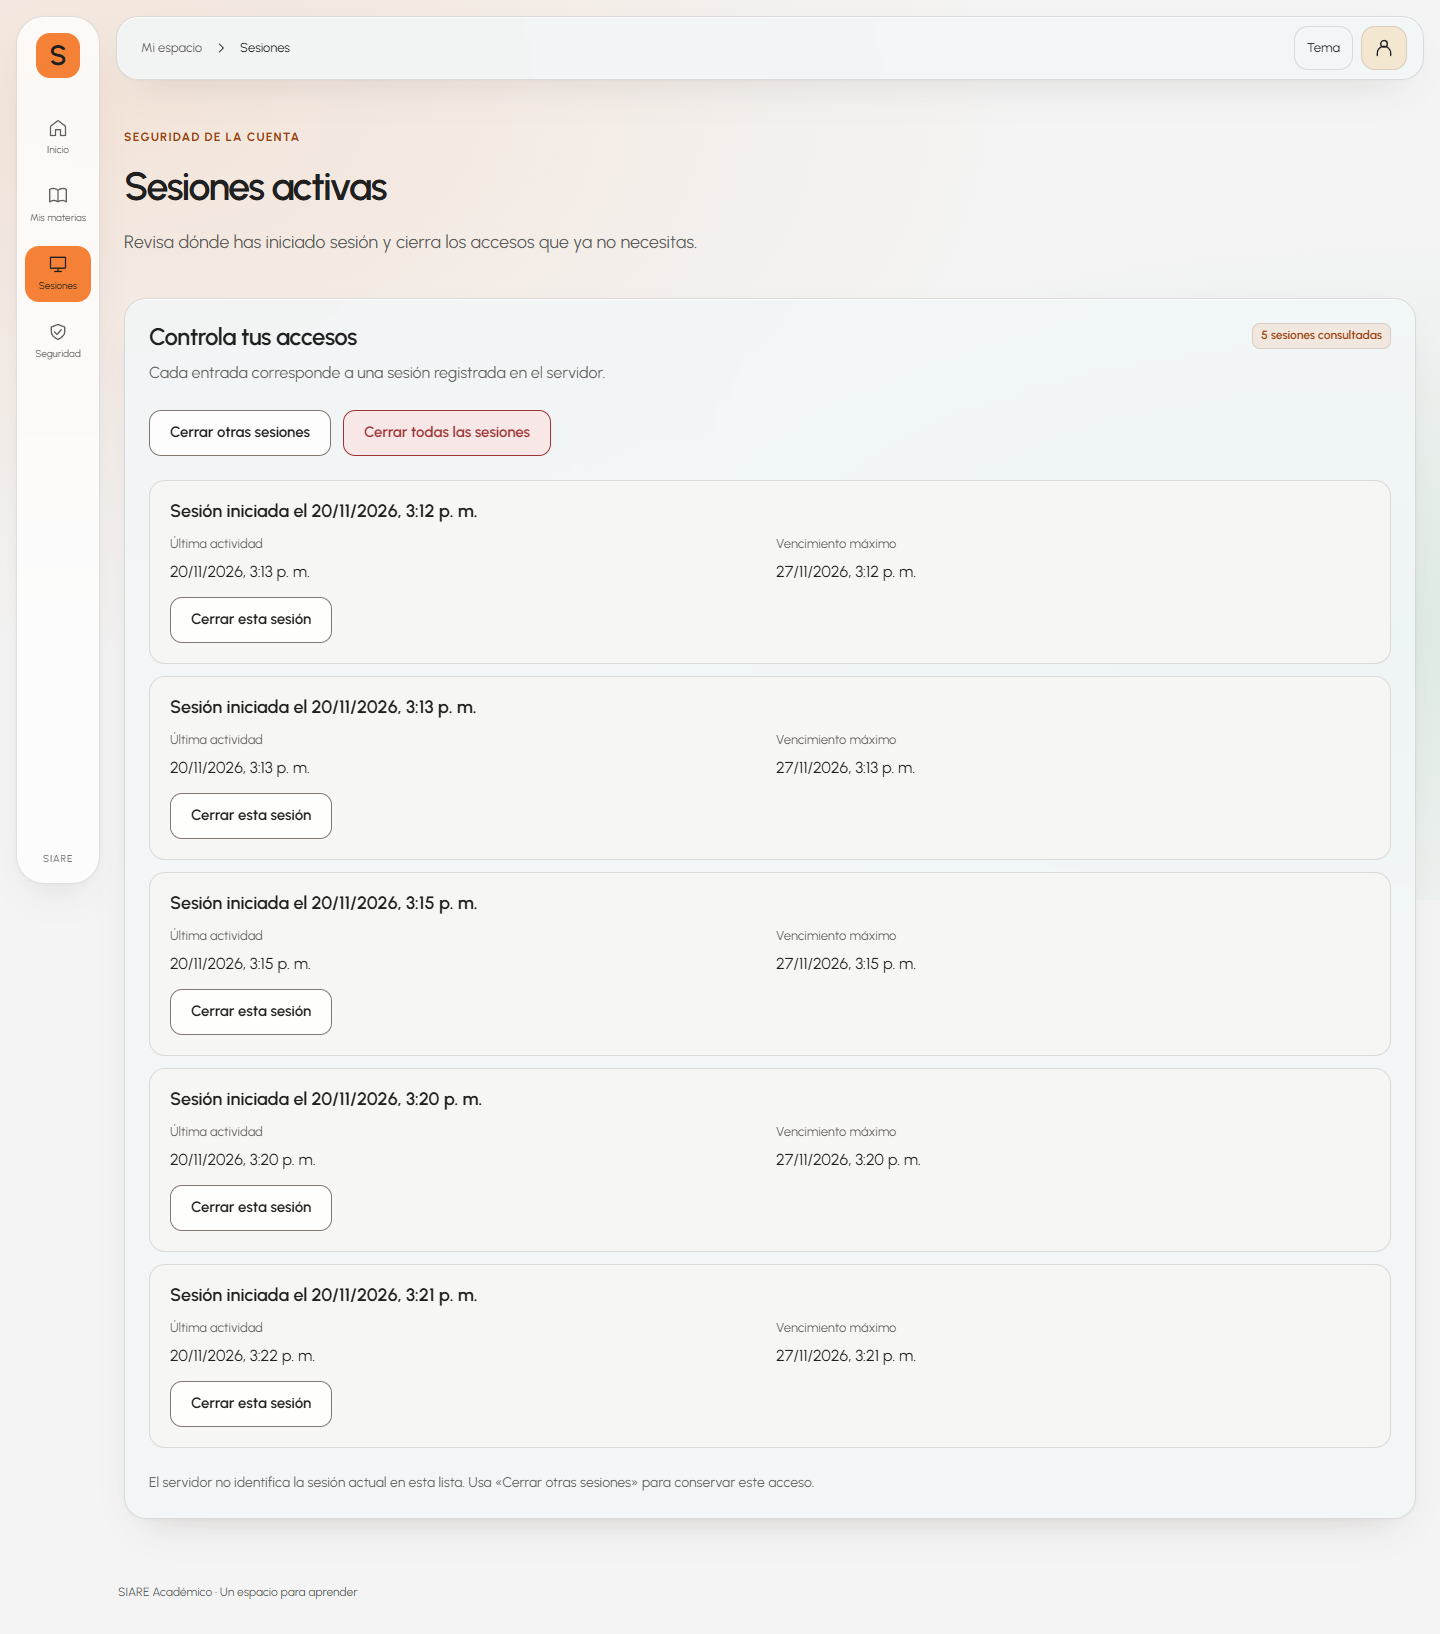 S
Inicio
Mis materias
Sesiones
Seguridad
SIARE
Mi espacio > Sesiones
Tema
SEGURIDAD DE LA CUENTA
Sesiones activas
Revisa dónde has iniciado sesión y cierra los accesos que ya no necesitas.
Controla tus accesos
5 sesiones consultadas
Cada entrada corresponde a una sesión registrada en el servidor.
Cerrar otras sesiones
Cerrar todas las sesiones
Sesión iniciada el 20/11/2026, 3:12 p. m.
Última actividad
20/11/2026, 3:13 p. m.
Vencimiento máximo
27/11/2026, 3:12 p. m.
Cerrar esta sesión
Sesión iniciada el 20/11/2026, 3:13 p. m.
Última actividad
20/11/2026, 3:13 p. m.
Vencimiento máximo
27/11/2026, 3:13 p. m.
Cerrar esta sesión
Sesión iniciada el 20/11/2026, 3:15 p. m.
Última actividad
20/11/2026, 3:15 p. m.
Vencimiento máximo
27/11/2026, 3:15 p. m.
Cerrar esta sesión
Sesión iniciada el 20/11/2026, 3:20 p. m.
Última actividad
20/11/2026, 3:20 p. m.
Vencimiento máximo
27/11/2026, 3:20 p. m.
Cerrar esta sesión
Sesión iniciada el 20/11/2026, 3:21 p. m.
Última actividad
20/11/2026, 3:22 p. m.
Vencimiento máximo
27/11/2026, 3:21 p. m.
Cerrar esta sesión
El servidor no identifica la sesión actual en esta lista. Usa «Cerrar otras sesiones» para conservar este acceso.
SIARE Académico · Un espacio para aprender